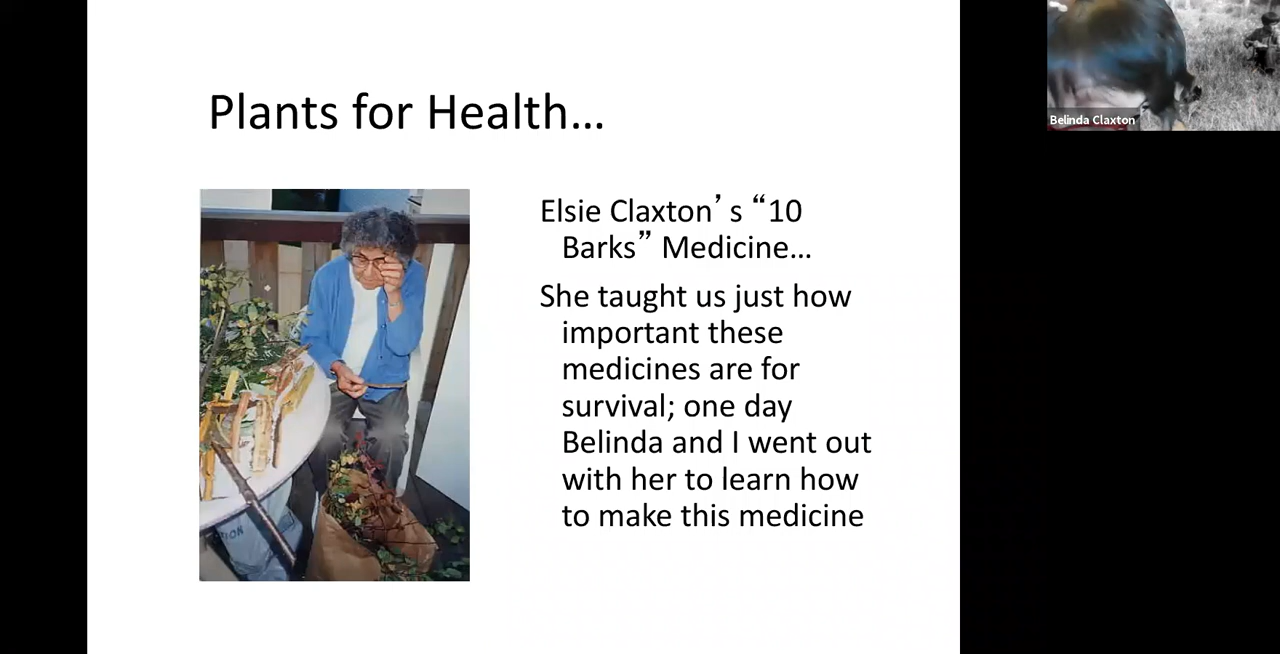 Plants for Health…
Elsie Claxton’s “10
Barks” Medicine…
She taught us just how
important these
medicines are for
survival; one day
Belinda and I went out
with her to learn how
to make this medicine
Belinda Claxton